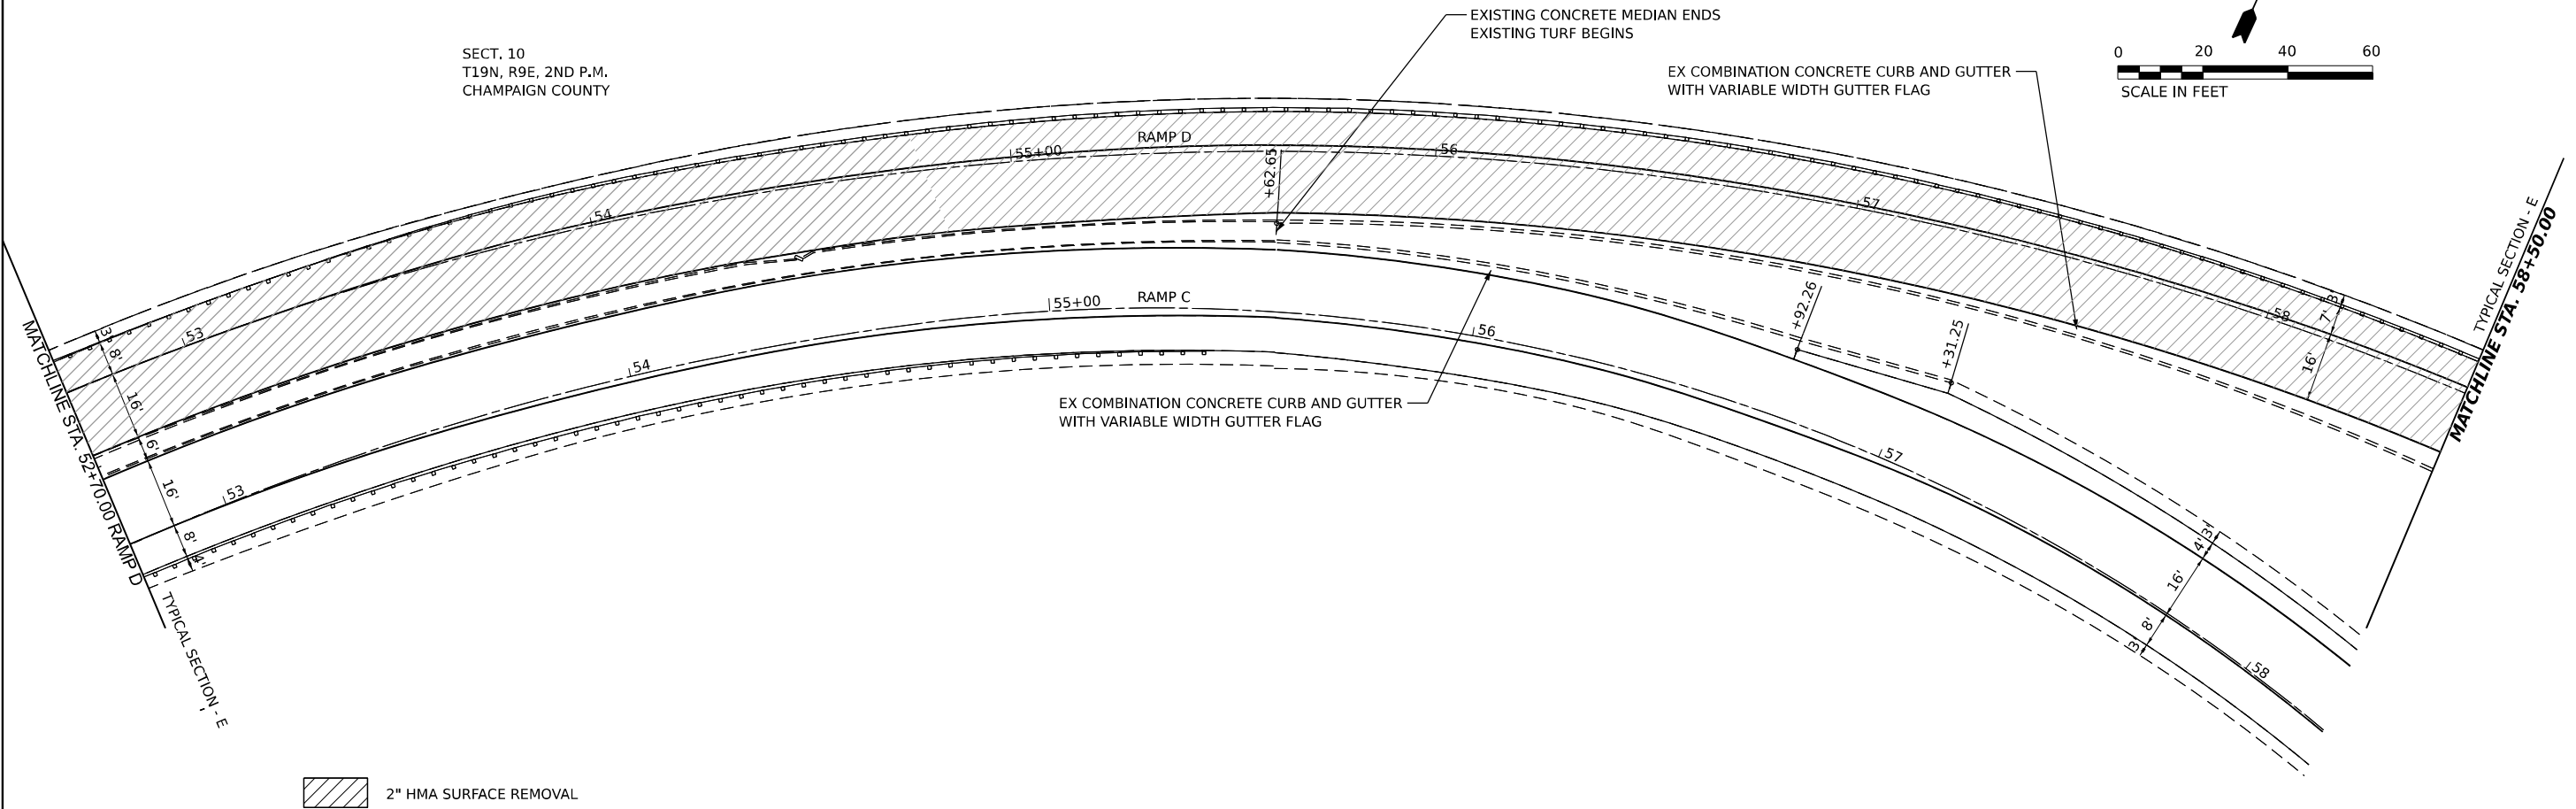 EXISTING CONCRETE MEDIAN ENDS
EXISTING TURF BEGINS
SECT. 10
T19N, R9E, 2ND P.M.
CHAMPAIGN COUNTY
EX COMBINATION CONCRETE CURB AND GUTTER
WITH VARIABLE WIDTH GUTTER FLAG
0 20 40 60
SCALE IN FEET
RAMP D
53
54
55+00
56
57
58
+62.65
RAMP C
53
54
55+00
56
57
58
+92.26
+31.25
EX COMBINATION CONCRETE CURB AND GUTTER
WITH VARIABLE WIDTH GUTTER FLAG
MATCHLINE STA. 52+70.00 RAMP D
TYPICAL SECTION - E
3'
8'
16'
6'
16'
8'
4'
TYPICAL SECTION - E
MATCHLINE STA. 58+50.00
3'
7'
16'
3'
4'
16'
8'
3'
2" HMA SURFACE REMOVAL